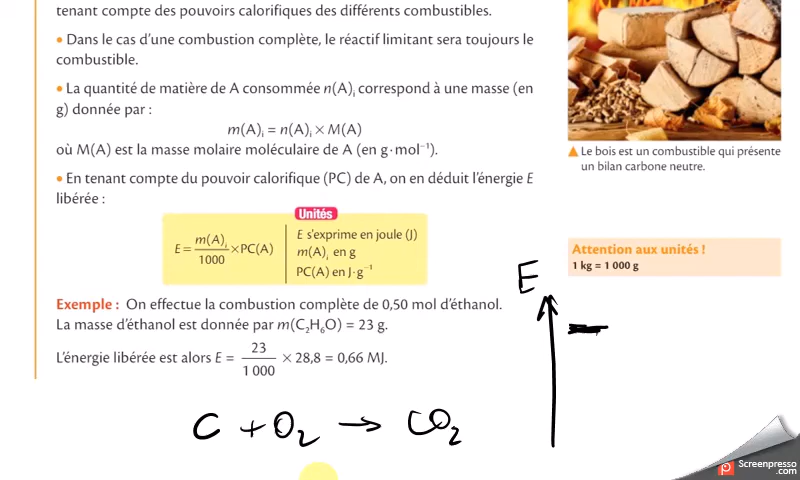 tenant compte des pouvoirs calorifiques des différents combustibles.
• Dans le cas d'une combustion complète, le réactif limitant sera toujours le
combustible.
• La quantité de matière de A consommée n(A)ᵢ correspond à une masse (en
g) donnée par :
m(A)ᵢ = n(A)ᵢ × M(A)
où M(A) est la masse molaire moléculaire de A (en g·mol⁻¹).
• En tenant compte du pouvoir calorifique (PC) de A, on en déduit l'énergie E
libérée :
Unités
E = m(A)ᵢ/1000 × PC(A)
E s'exprime en joule (J)
m(A)ᵢ en g
PC(A) en J·g⁻¹
Exemple : On effectue la combustion complète de 0,50 mol d'éthanol.
La masse d'éthanol est donnée par m(C₂H₆O) = 23 g.
L'énergie libérée est alors E = 23/1 000 × 28,8 = 0,66 MJ.
C + O₂ → CO₂
▲ Le bois est un combustible qui présente
un bilan carbone neutre.
Attention aux unités !
1 kg = 1 000 g
E
Screenpresso
.com